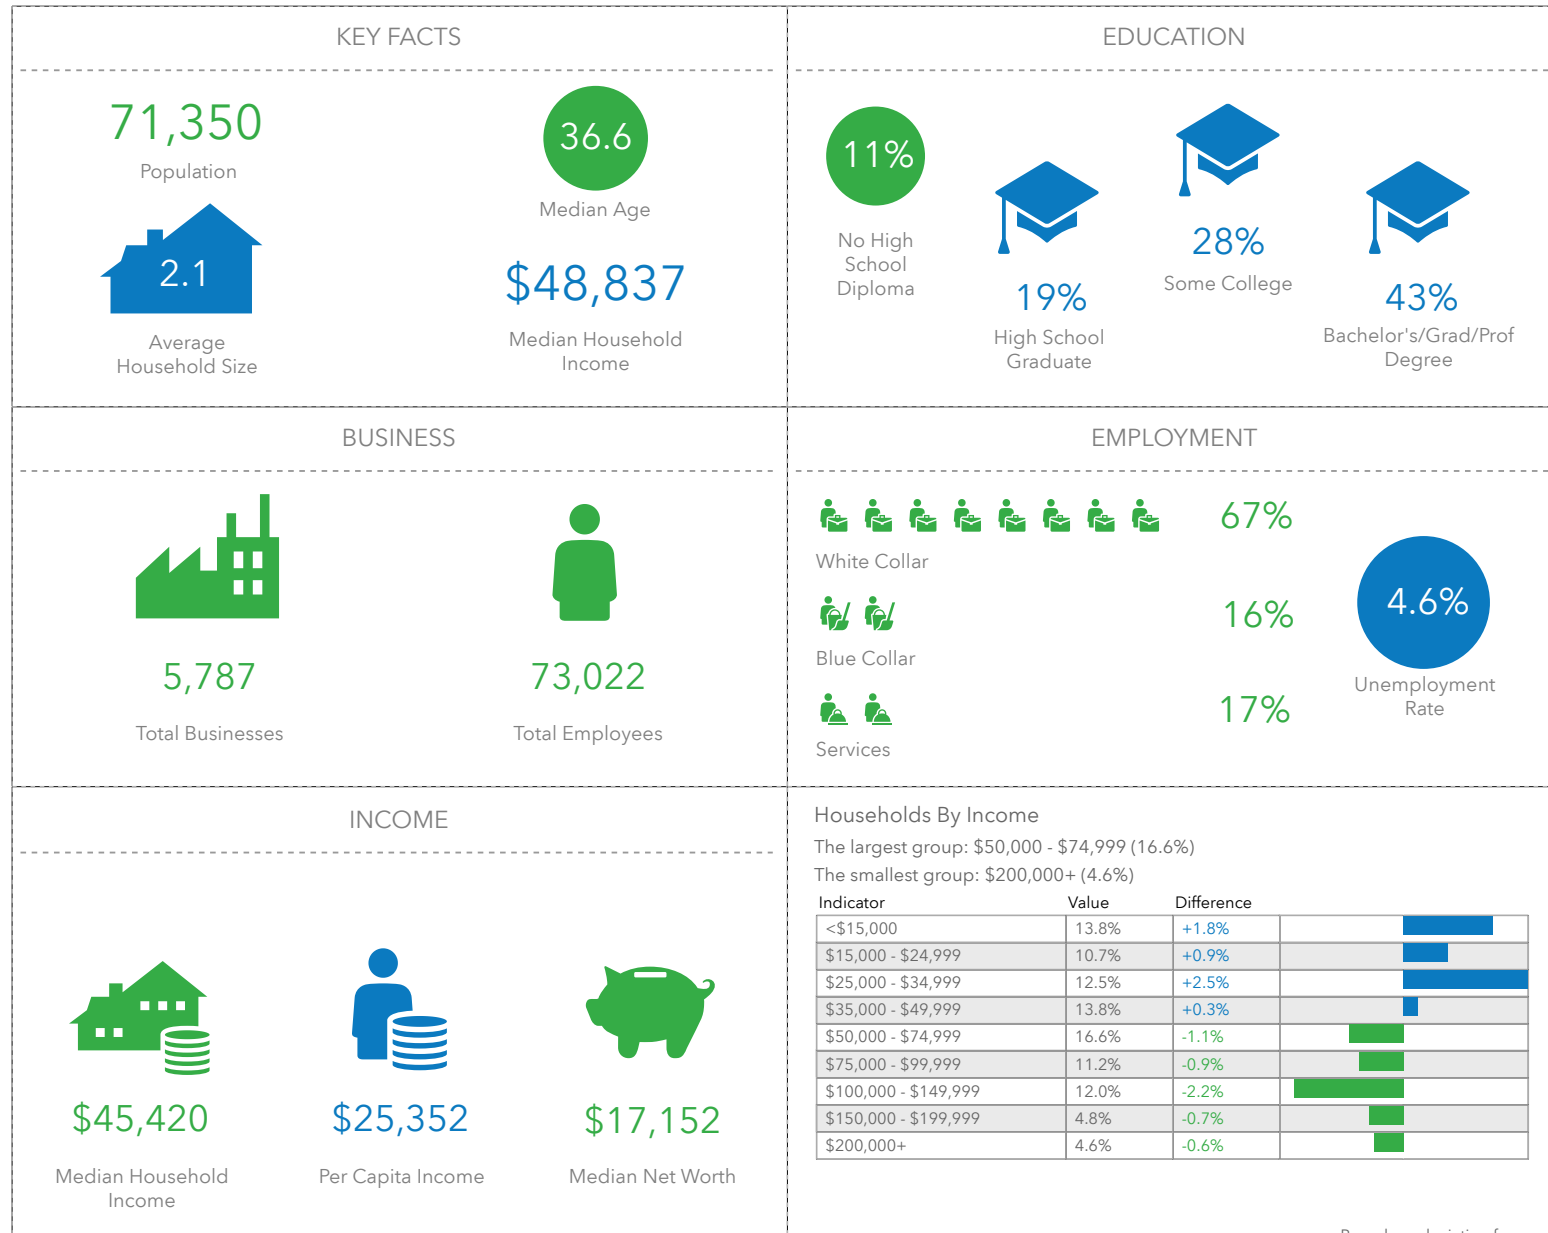 KEY FACTS
71,350
Population
36.6
Median Age
2.1
Average
Household Size
$48,837
Median Household
Income
EDUCATION
11%
No High
School
Diploma
19%
High School
Graduate
28%
Some College
43%
Bachelor's/Grad/Prof
Degree
BUSINESS
5,787
Total Businesses
73,022
Total Employees
EMPLOYMENT
67%
White Collar
16%
Blue Collar
17%
Services
4.6%
Unemployment
Rate
INCOME
$45,420
Median Household
Income
$25,352
Per Capita Income
$17,152
Median Net Worth
Households By Income
The largest group: $50,000 - $74,999 (16.6%)
The smallest group: $200,000+ (4.6%)
Indicator Value Difference
<$15,000 13.8% +1.8%
$15,000 - $24,999 10.7% +0.9%
$25,000 - $34,999 12.5% +2.5%
$35,000 - $49,999 13.8% +0.3%
$50,000 - $74,999 16.6% -1.1%
$75,000 - $99,999 11.2% -0.9%
$100,000 - $149,999 12.0% -2.2%
$150,000 - $199,999 4.8% -0.7%
$200,000+ 4.6% -0.6%